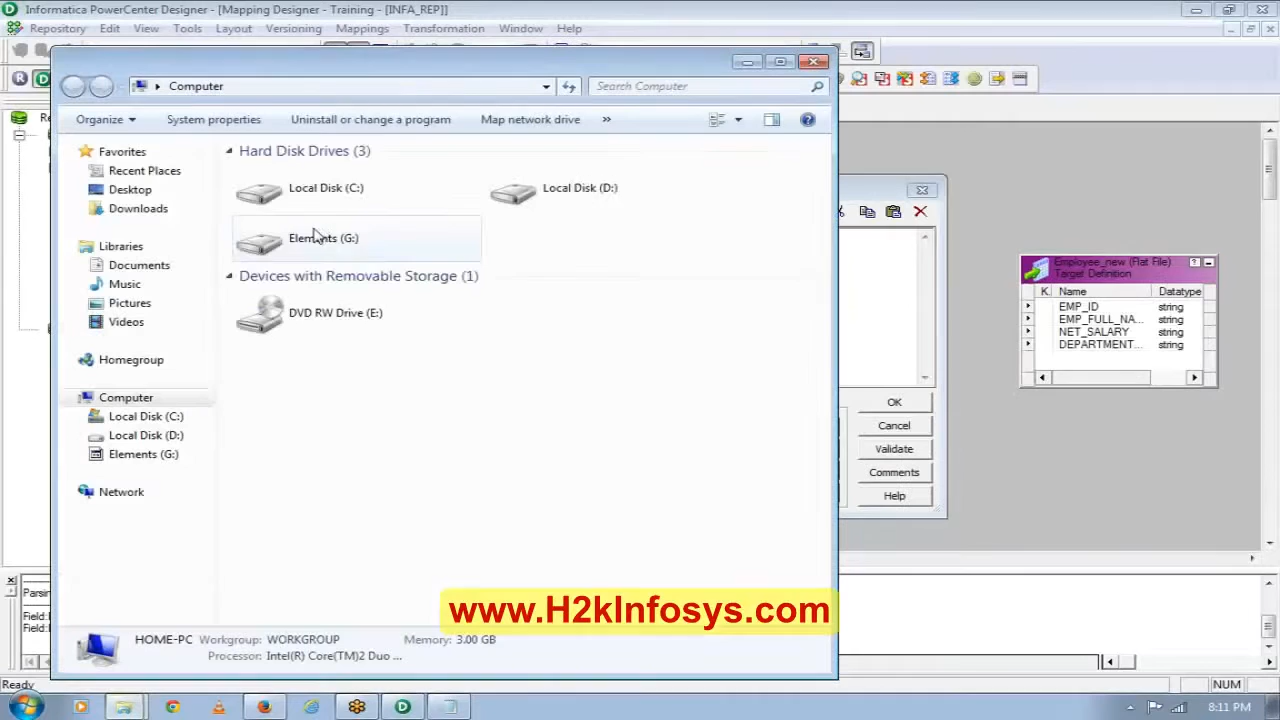 Informatica PowerCenter Designer - [Mapping Designer - Training - [INFA_REP]]
Repository Edit View Tools Layout Versioning Mappings Transformation Window Help
Computer
Search Computer
Organize System properties Uninstall or change a program Map network drive »
Favorites
Recent Places
Desktop
Downloads
Libraries
Documents
Music
Pictures
Videos
Homegroup
Computer
Local Disk (C:)
Local Disk (D:)
Elements (G:)
Network
Hard Disk Drives (3)
Local Disk (C:) Local Disk (D:)
Elements (G:)
Devices with Removable Storage (1)
DVD RW Drive (E:)
OK
Cancel
Validate
Comments
Help
Employee_new (Flat File)
Target Definition
K Name Datatype
EMP_ID string
EMP_FULL_NA... string
NET_SALARY string
DEPARTMENT... string
Parsin
Field:
Field:
www.H2kInfosys.com
HOME-PC Workgroup: WORKGROUP Memory: 3.00 GB
Processor: Intel(R) Core(TM)2 Duo ...
Ready
NUM
8:11 PM